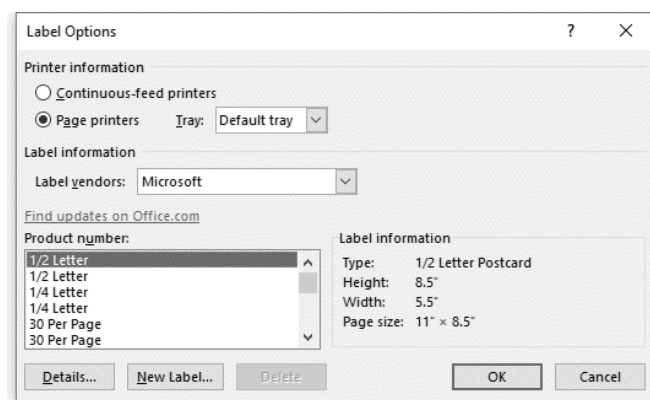 Label Options ? ×
Printer information
Continuous-feed printers
Page printers Tray: Default tray
Label information
Label vendors: Microsoft
Find updates on Office.com
Product number:
1/2 Letter
1/2 Letter
1/4 Letter
1/4 Letter
30 Per Page
30 Per Page
Label information
Type: 1/2 Letter Postcard
Height: 8.5"
Width: 5.5"
Page size: 11" × 8.5"
Details... New Label... Delete OK Cancel